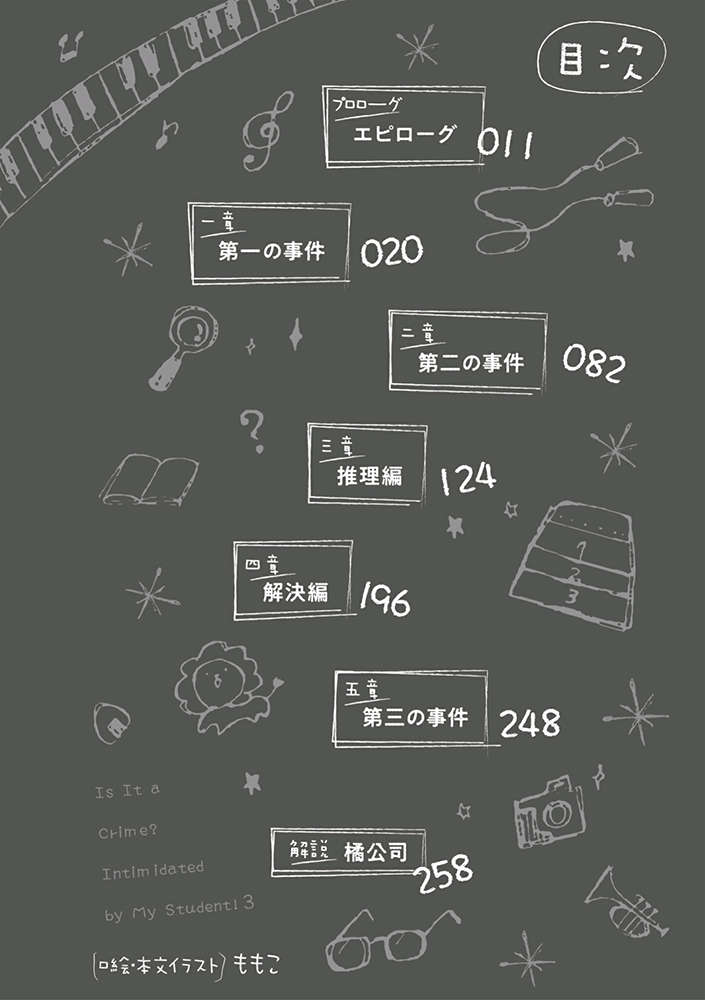 目次
プロローグ
エピローグ 011
一章
第一の事件 020
二章
第二の事件 082
三章
推理編 124
1
2
3
四章
解決編 196
五章
第三の事件 248
解説 橘公司 258
Is It a
Crime?
Intimidated
by My Student! 3
[口絵・本文イラスト] ももこ